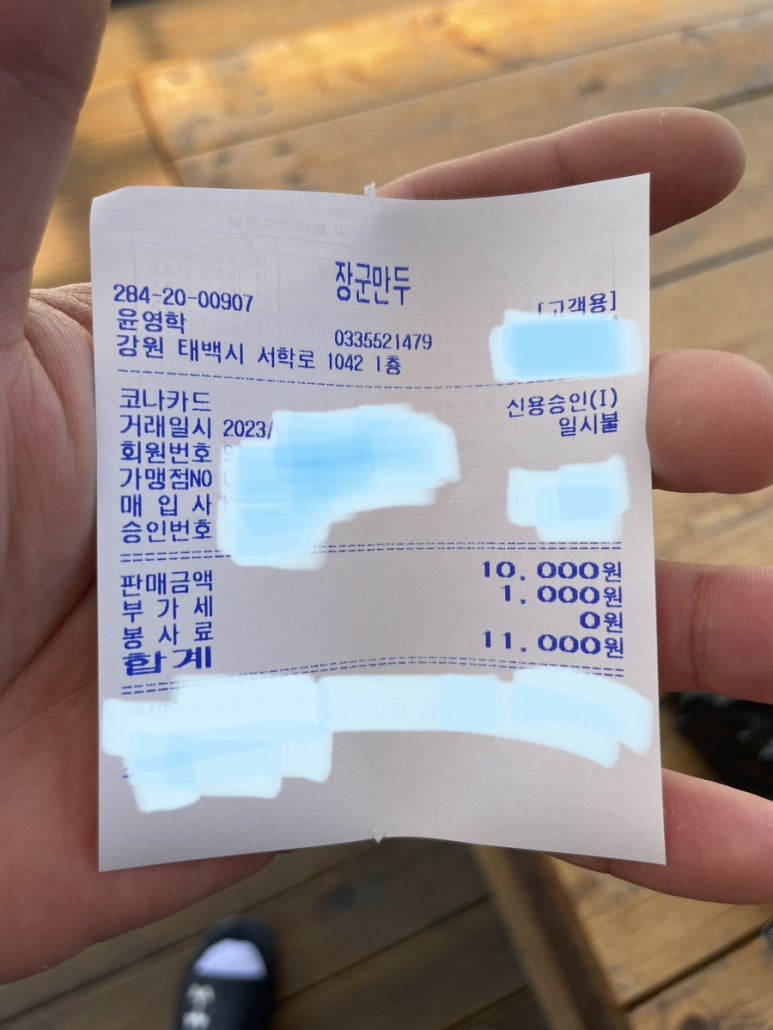 장군만두
284-20-00907 [고객용]
윤영학 0335521479
강원 태백시 서학로 1042 1층
코나카드 신용승인(I)
거래일시 2023/ 일시불
회원번호 9
가맹점NO
매 입 사
승인번호
판매금액 10,000원
부 가 세 1,000원
봉 사 료 0원
합계 11,000원